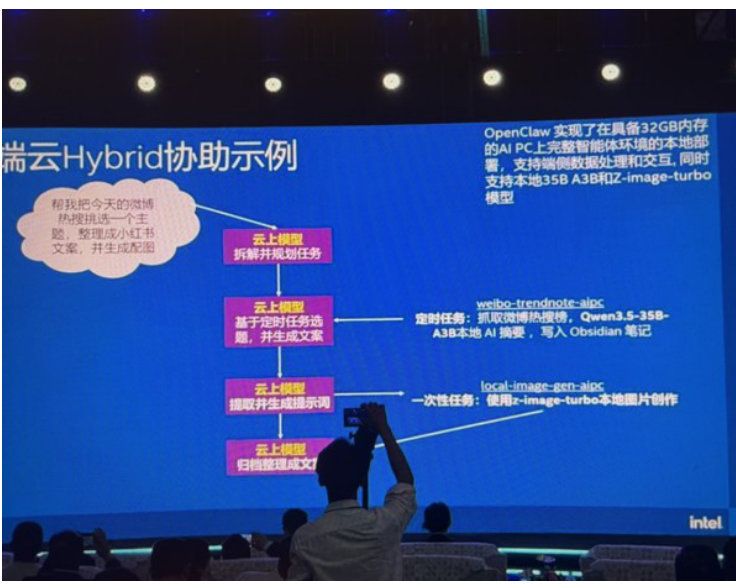 端云Hybrid协助示例
OpenClaw 实现了在具备32GB内存
的AI PC上完整智能体环境的本地部
署，支持端侧数据处理和交互, 同时
支持本地35B A3B和Z-image-turbo
模型
帮我把今天的微博
热搜挑选一个主
题，整理成小红书
文案，并生成配图
云上模型
拆解并规划任务
云上模型
基于定时任务选
题，并生成文案
weibo-trendnote-aipc
定时任务：抓取微博热搜榜，Qwen3.5-35B-
A3B本地 AI 摘要 ，写入 Obsidian 笔记
云上模型
提取并生成提示词
local-image-gen-aipc
一次性任务：使用z-image-turbo本地图片创作
云上模型
归档整理成文案
intel